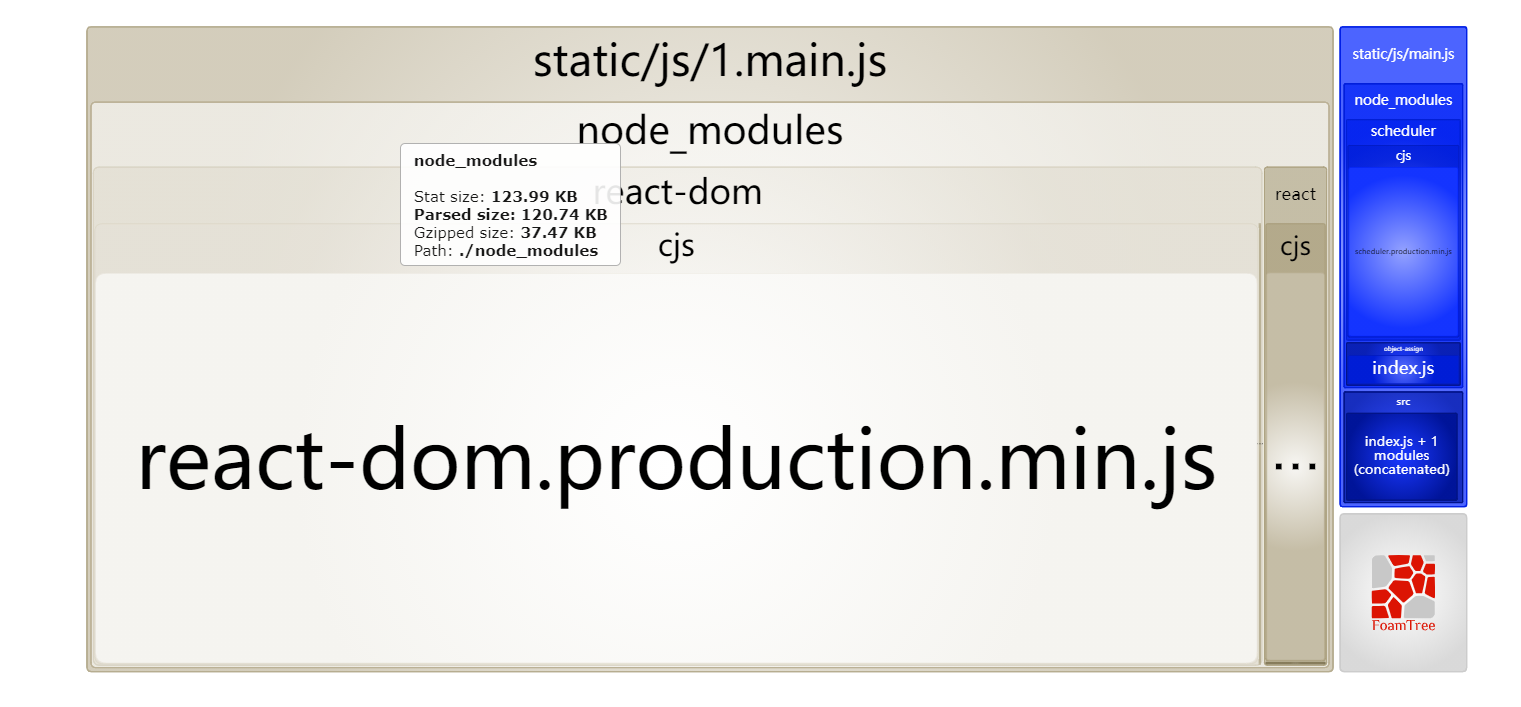 static/js/1.main.js
node_modules
node_modules
Stat size: 123.99 KB
Parsed size: 120.74 KB
Gzipped size: 37.47 KB
Path: ./node_modules
react-dom
cjs
react-dom.production.min.js
react
cjs
...
static/js/main.js
node_modules
scheduler
cjs
scheduler.production.min.js
object-assign
index.js
src
index.js + 1
modules
(concatenated)
FoamTree